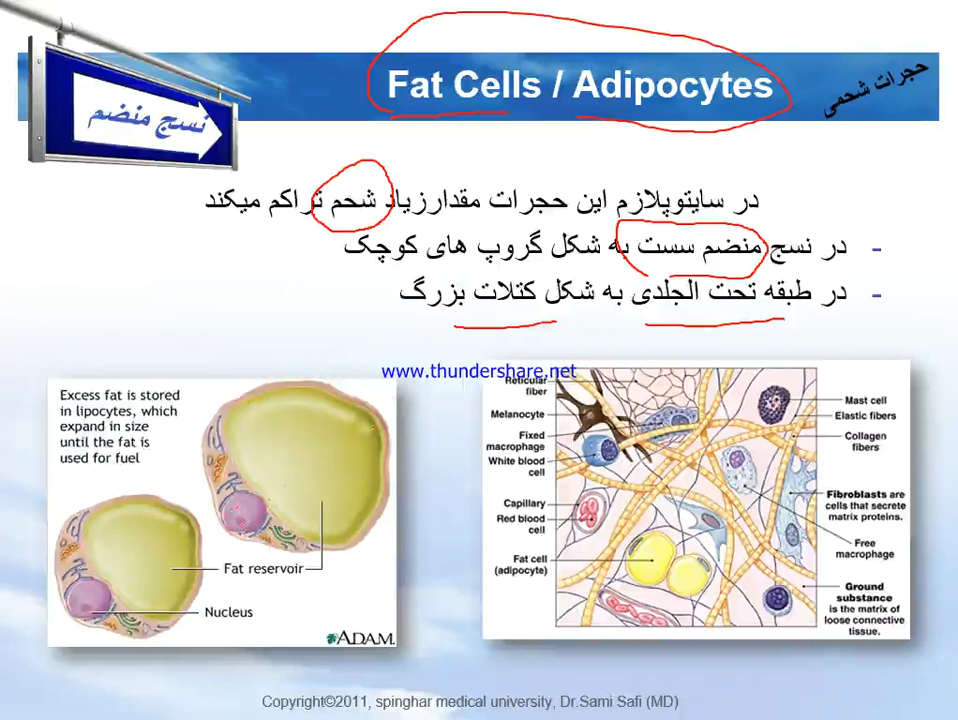 Fat Cells / Adipocytes
حجرات شحمی
نسج منضم
در سایتوپلازم این حجرات مقدارزیاد شحم تراکم میکند
- در نسج منضم سست به شکل گروپ های کوچک
- در طبقه تحت الجلدی به شکل کتلات بزرگ
www.thundershare.net
Excess fat is stored
in lipocytes, which
expand in size
until the fat is
used for fuel
Fat reservoir
Nucleus
ADAM.
Reticular
fiber
Melanocyte
Fixed
macrophage
White blood
cell
Capillary
Red blood
cell
Fat cell
(adipocyte)
Mast cell
Elastic fibers
Collagen
fibers
Fibroblasts are
cells that secrete
matrix proteins.
Free
macrophage
Ground
substance
is the matrix of
loose connective
tissue.
Copyright©2011, spinghar medical university, Dr.Sami Safi (MD)